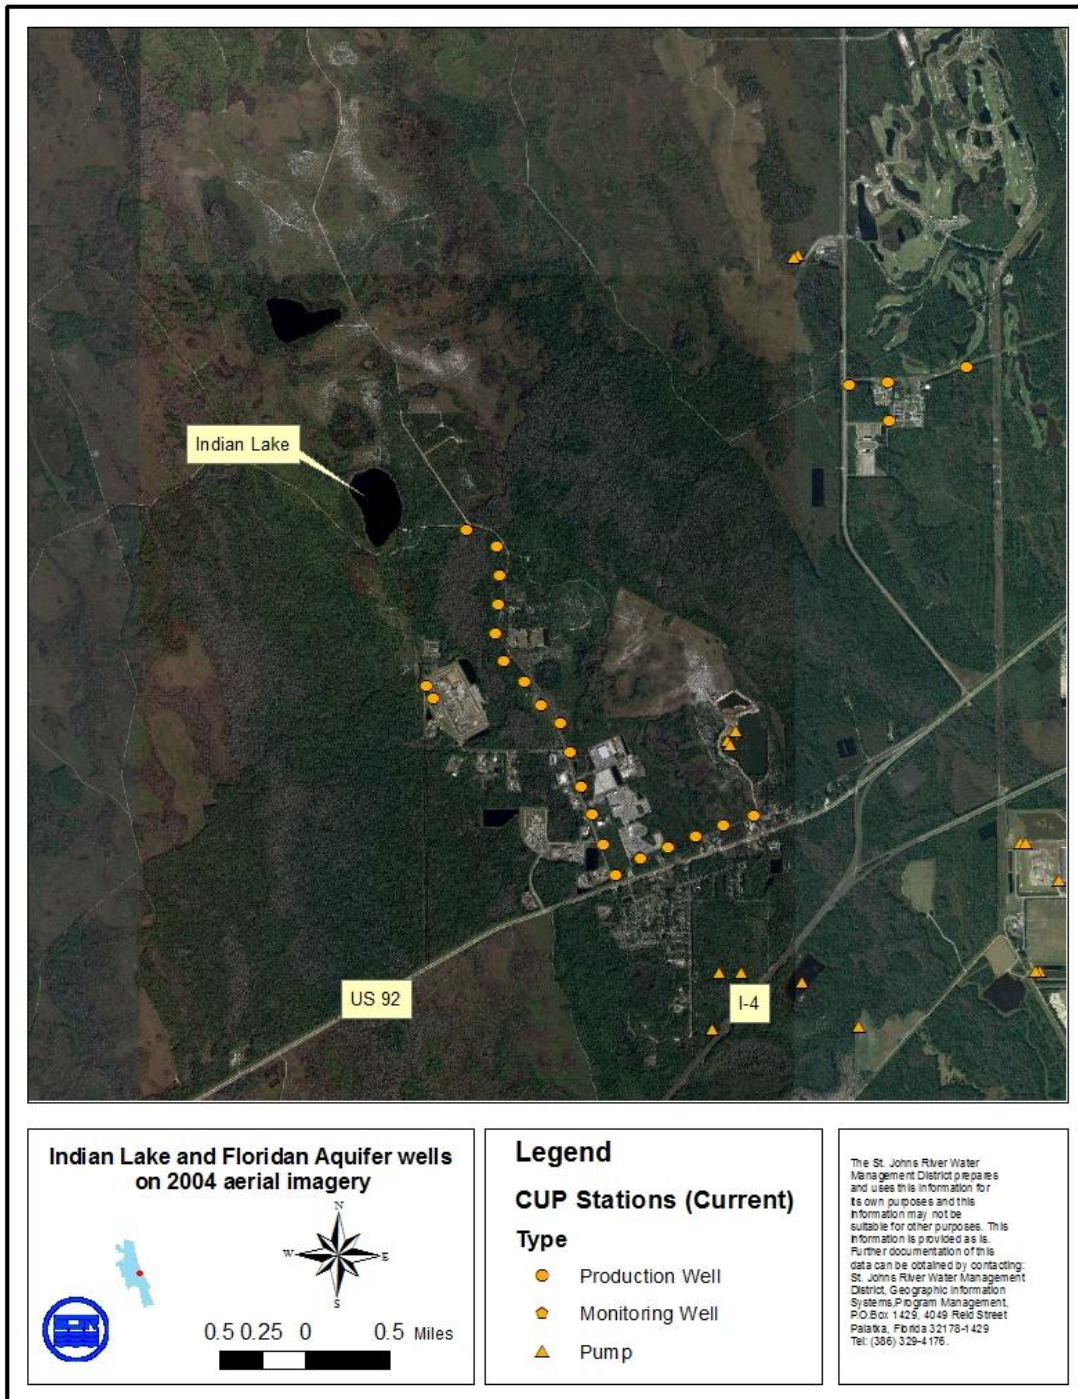 Indian Lake
US 92
I-4
Indian Lake and Floridan Aquifer wells
on 2004 aerial imagery
N
W
E
S
0.5 0.25 0 0.5 Miles
Legend
CUP Stations (Current)
Type
Production Well
Monitoring Well
Pump
The St. Johns River Water
Management District prepares
and uses this information for
its own purposes and this
information may not be
suitable for other purposes. This
information is provided as is.
Further documentation of this
data can be obtained by contacting:
St. Johns River Water Management
District, Geographic Information
Systems,Program Management,
P.O.Box 1429, 4049 Reid Street
Palatka, Florida 32178-1429
Tel: (386) 329-4176.